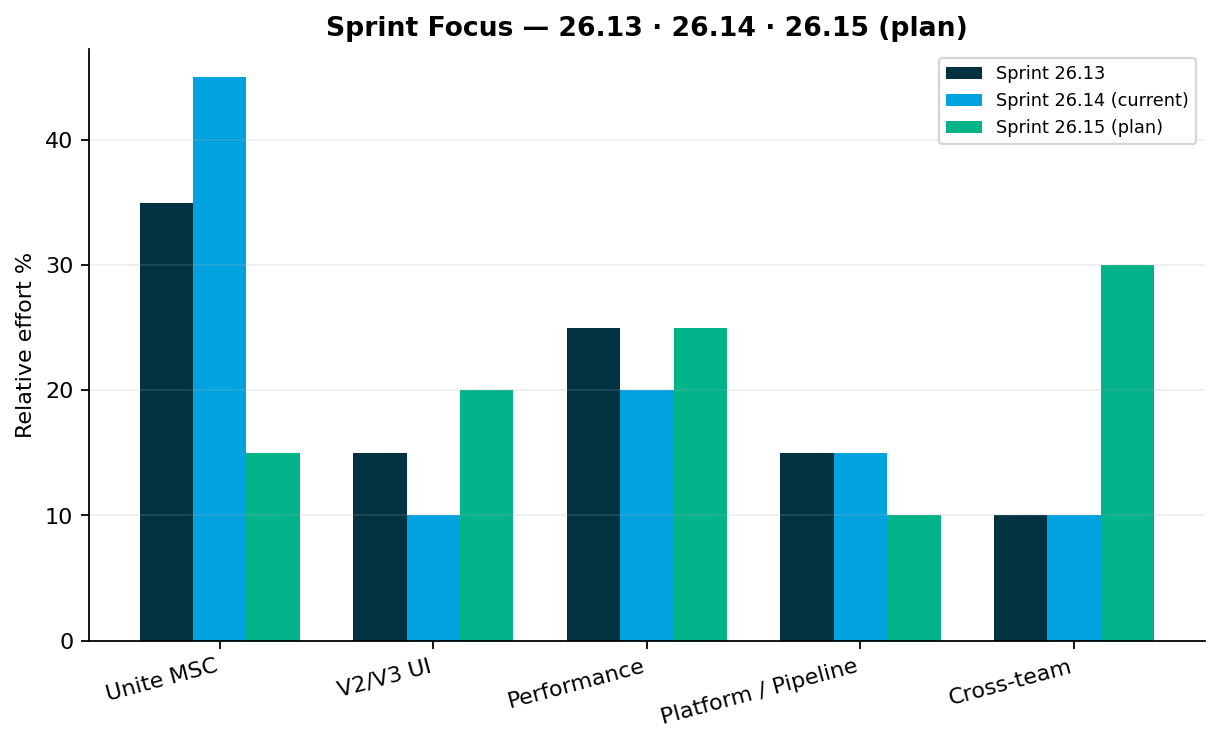 Sprint Focus — 26.13 · 26.14 · 26.15 (plan)
Sprint 26.13
Sprint 26.14 (current)
Sprint 26.15 (plan)
Relative effort %
40
30
20
10
0
Unite MSC
V2/V3 UI
Performance
Platform / Pipeline
Cross-team